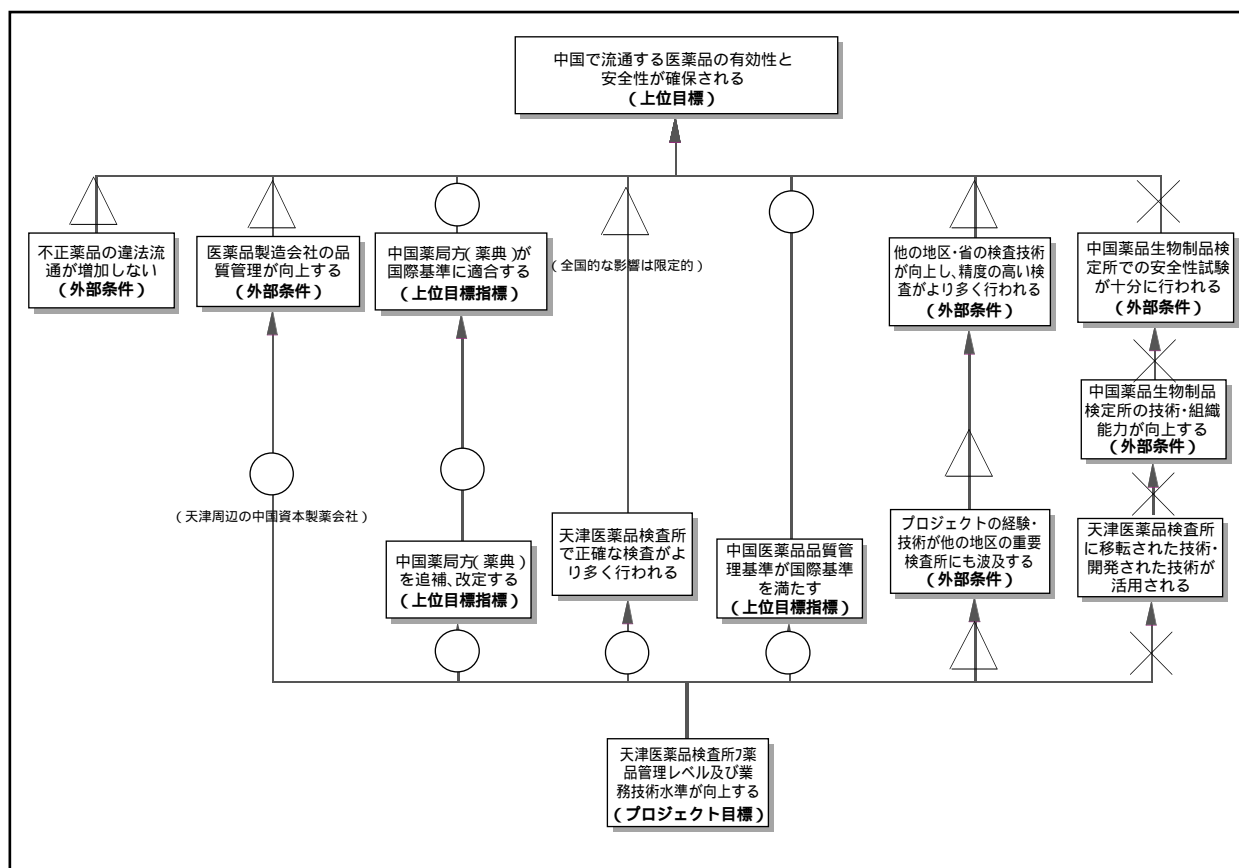 中国で流通する医薬品の有効性と
安全性が確保される
(上位目標)
不正薬品の違法流
通が増加しない
(外部条件)
医薬品製造会社の品
質管理が向上する
(外部条件)
中国薬局方(薬典)が
国際基準に適合する
(上位目標指標)
(全国的な影響は限定的)
他の地区・省の検査技術
が向上し、精度の高い検
査がより多く行われる
(外部条件)
中国薬品生物制品検
定所での安全性試験
が十分に行われる
(外部条件)
中国薬品生物制品
検定所の技術・組織
能力が向上する
(外部条件)
(天津周辺の中国資本製薬会社)
中国薬局方(薬典)
を追補、改定する
(上位目標指標)
天津医薬品検査所
で正確な検査がよ
り多く行われる
中国医薬品品質管
理基準が国際基準
を満たす
(上位目標指標)
プロジェクトの経験・
技術が他の地区の重要
検査所にも波及する
(外部条件)
天津医薬品検査所
に移転された技術・
開発された技術が
活用される
天津医薬品検査所ﾌ薬
品管理レベル及び業
務技術水準が向上する
(プロジェクト目標)